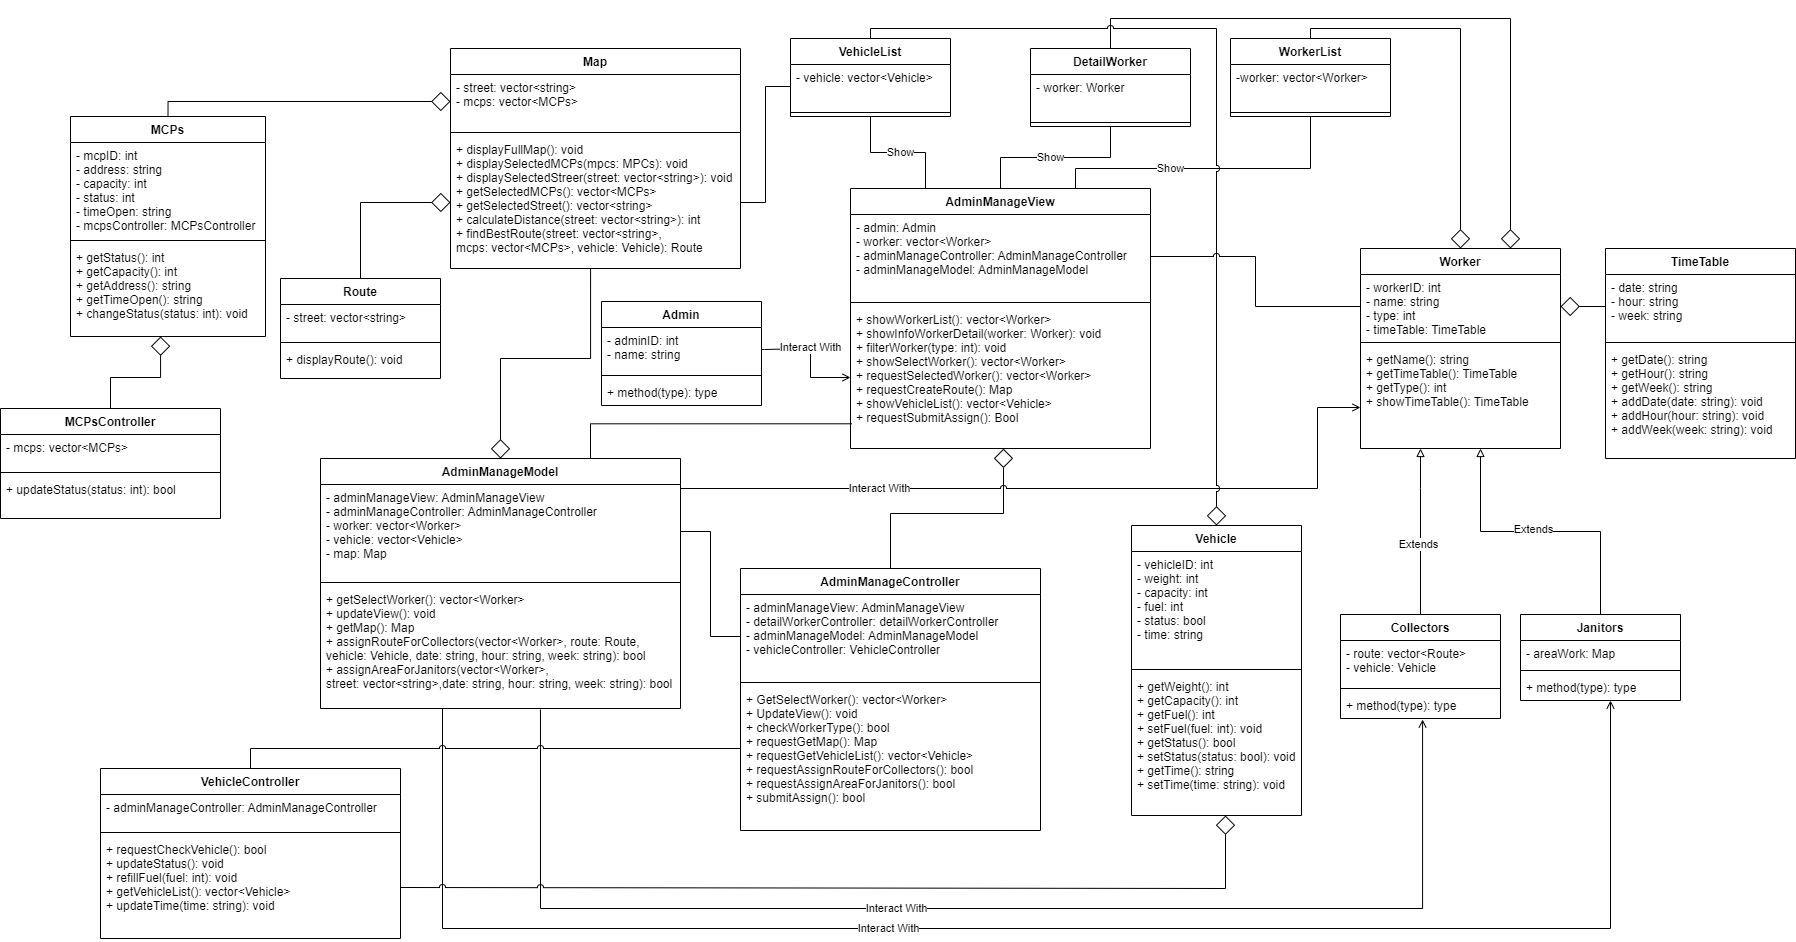 Map
- street: vector<string>
- mcps: vector<MCPs>
+ displayFullMap(): void
+ displaySelectedMCPs(mpcs: MPCs): void
+ displaySelectedStreer(street: vector<string>): void
+ getSelectedMCPs(): vector<MCPs>
+ getSelectedStreet(): vector<string>
+ calculateDistance(street: vector<string>): int
+ findBestRoute(street: vector<string>,
mcps: vector<MCPs>, vehicle: Vehicle): Route
VehicleList
- vehicle: vector<Vehicle>
DetailWorker
- worker: Worker
WorkerList
-worker: vector<Worker>
MCPs
- mcpID: int
- address: string
- capacity: int
- status: int
- timeOpen: string
- mcpsController: MCPsController
+ getStatus(): int
+ getCapacity(): int
+ getAddress(): string
+ getTimeOpen(): string
+ changeStatus(status: int): void
Show
Show
Show
AdminManageView
- admin: Admin
- worker: vector<Worker>
- adminManageController: AdminManageController
- adminManageModel: AdminManageModel
+ showWorkerList(): vector<Worker>
+ showInfoWorkerDetail(worker: Worker): void
+ filterWorker(type: int): void
+ showSelectWorker(): vector<Worker>
+ requestSelectedWorker(): vector<Worker>
+ requestCreateRoute(): Map
+ showVehicleList(): vector<Vehicle>
+ requestSubmitAssign(): Bool
Worker
- workerID: int
- name: string
- type: int
- timeTable: TimeTable
+ getName(): string
+ getTimeTable(): TimeTable
+ getType(): int
+ showTimeTable(): TimeTable
TimeTable
- date: string
- hour: string
- week: string
+ getDate(): string
+ getHour(): string
+ getWeek(): string
+ addDate(date: string): void
+ addHour(hour: string): void
+ addWeek(week: string): void
Route
- street: vector<string>
+ displayRoute(): void
Admin
- adminID: int
- name: string
+ method(type): type
Interact With
MCPsController
- mcps: vector<MCPs>
+ updateStatus(status: int): bool
AdminManageModel
- adminManageView: AdminManageView
- adminManageController: AdminManageController
- worker: vector<Worker>
- vehicle: vector<Vehicle>
- map: Map
+ getSelectWorker(): vector<Worker>
+ updateView(): void
+ getMap(): Map
+ assignRouteForCollectors(vector<Worker>, route: Route,
vehicle: Vehicle, date: string, hour: string, week: string): bool
+ assignAreaForJanitors(vector<Worker>,
street: vector<string>,date: string, hour: string, week: string): bool
Interact With
AdminManageController
- adminManageView: AdminManageView
- detailWorkerController: detailWorkerController
- adminManageModel: AdminManageModel
- vehicleController: VehicleController
+ GetSelectWorker(): vector<Worker>
+ UpdateView(): void
+ checkWorkerType(): bool
+ requestGetMap(): Map
+ requestGetVehicleList(): vector<Vehicle>
+ requestAssignRouteForCollectors(): bool
+ requestAssignAreaForJanitors(): bool
+ submitAssign(): bool
Vehicle
- vehicleID: int
- weight: int
- capacity: int
- fuel: int
- status: bool
- time: string
+ getWeight(): int
+ getCapacity(): int
+ getFuel(): int
+ setFuel(fuel: int): void
+ getStatus(): bool
+ setStatus(status: bool): void
+ getTime(): string
+ setTime(time: string): void
Extends
Extends
Collectors
- route: vector<Route>
- vehicle: Vehicle
+ method(type): type
Janitors
- areaWork: Map
+ method(type): type
VehicleController
- adminManageController: AdminManageController
+ requestCheckVehicle(): bool
+ updateStatus(): void
+ refillFuel(fuel: int): void
+ getVehicleList(): vector<Vehicle>
+ updateTime(time: string): void
Interact With
Interact With